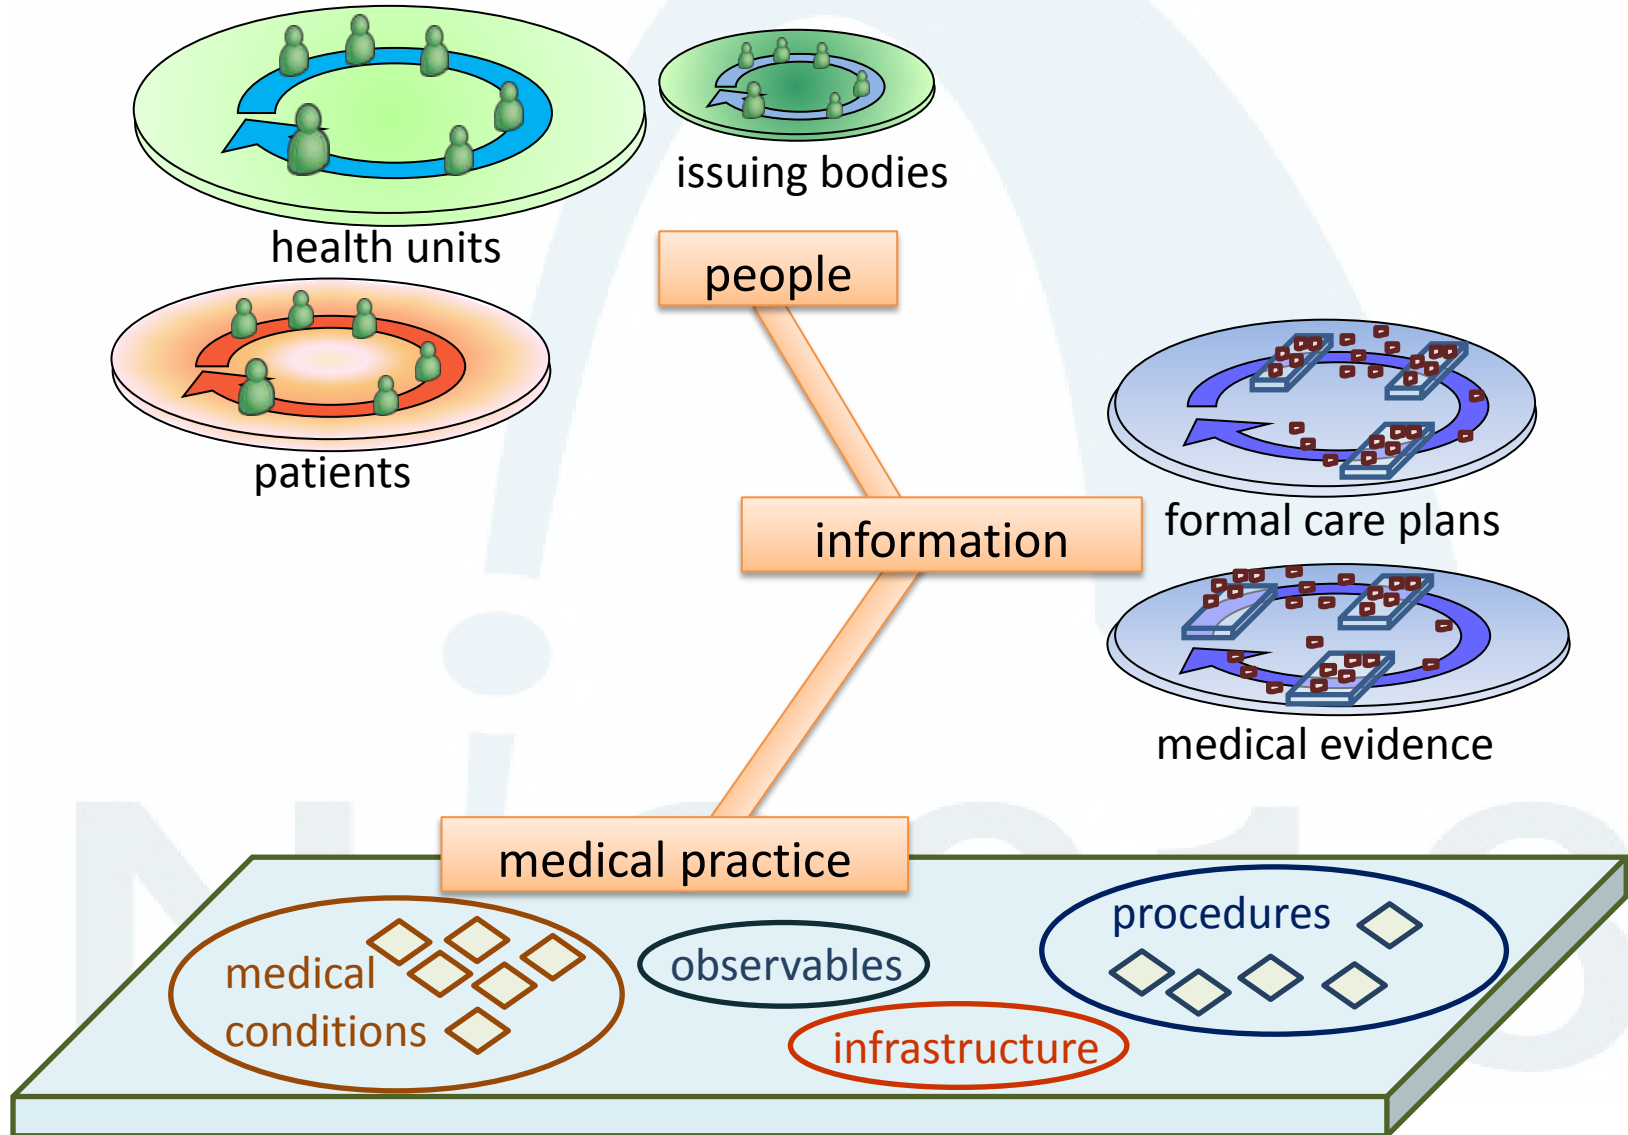 issuing bodies
health units
people
patients
formal care plans
information
medical evidence
medical practice
procedures
medical
conditions
observables
infrastructure